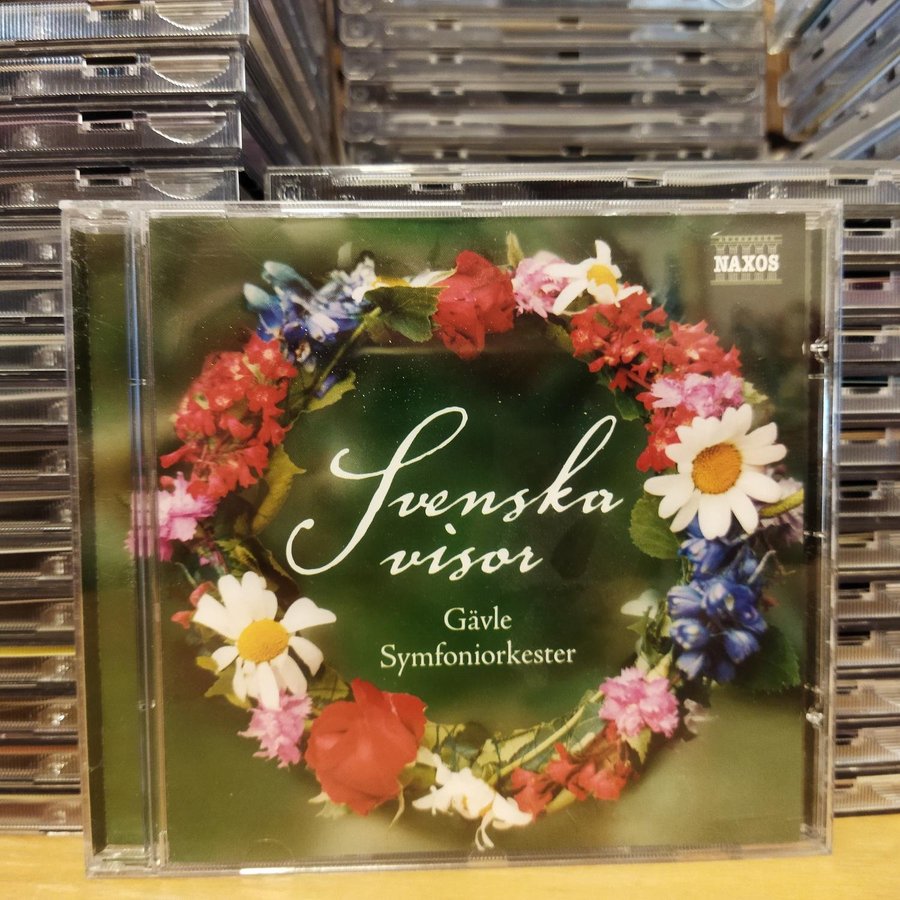 NAXOS
Svenska
visor
Gävle
Symfoniorkester